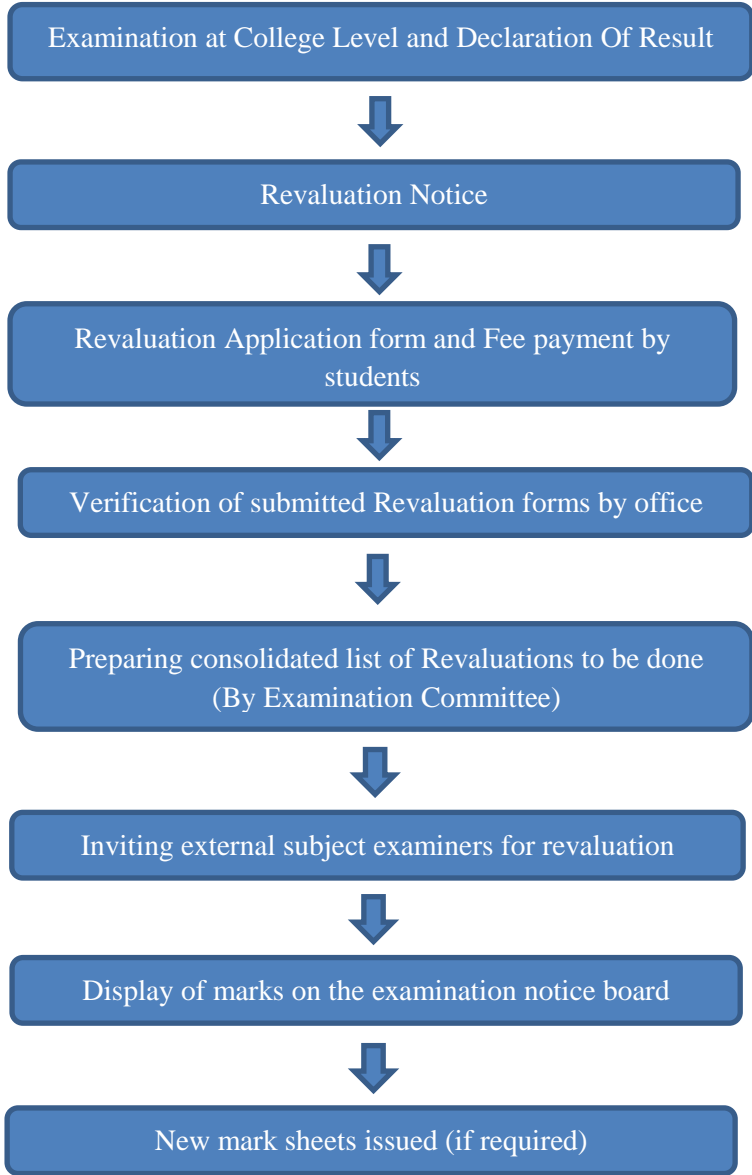 Examination at College Level and Declaration Of Result
Revaluation Notice
Revaluation Application form and Fee payment by
students
Verification of submitted Revaluation forms by office
Preparing consolidated list of Revaluations to be done
(By Examination Committee)
Inviting external subject examiners for revaluation
Display of marks on the examination notice board
New mark sheets issued (if required)